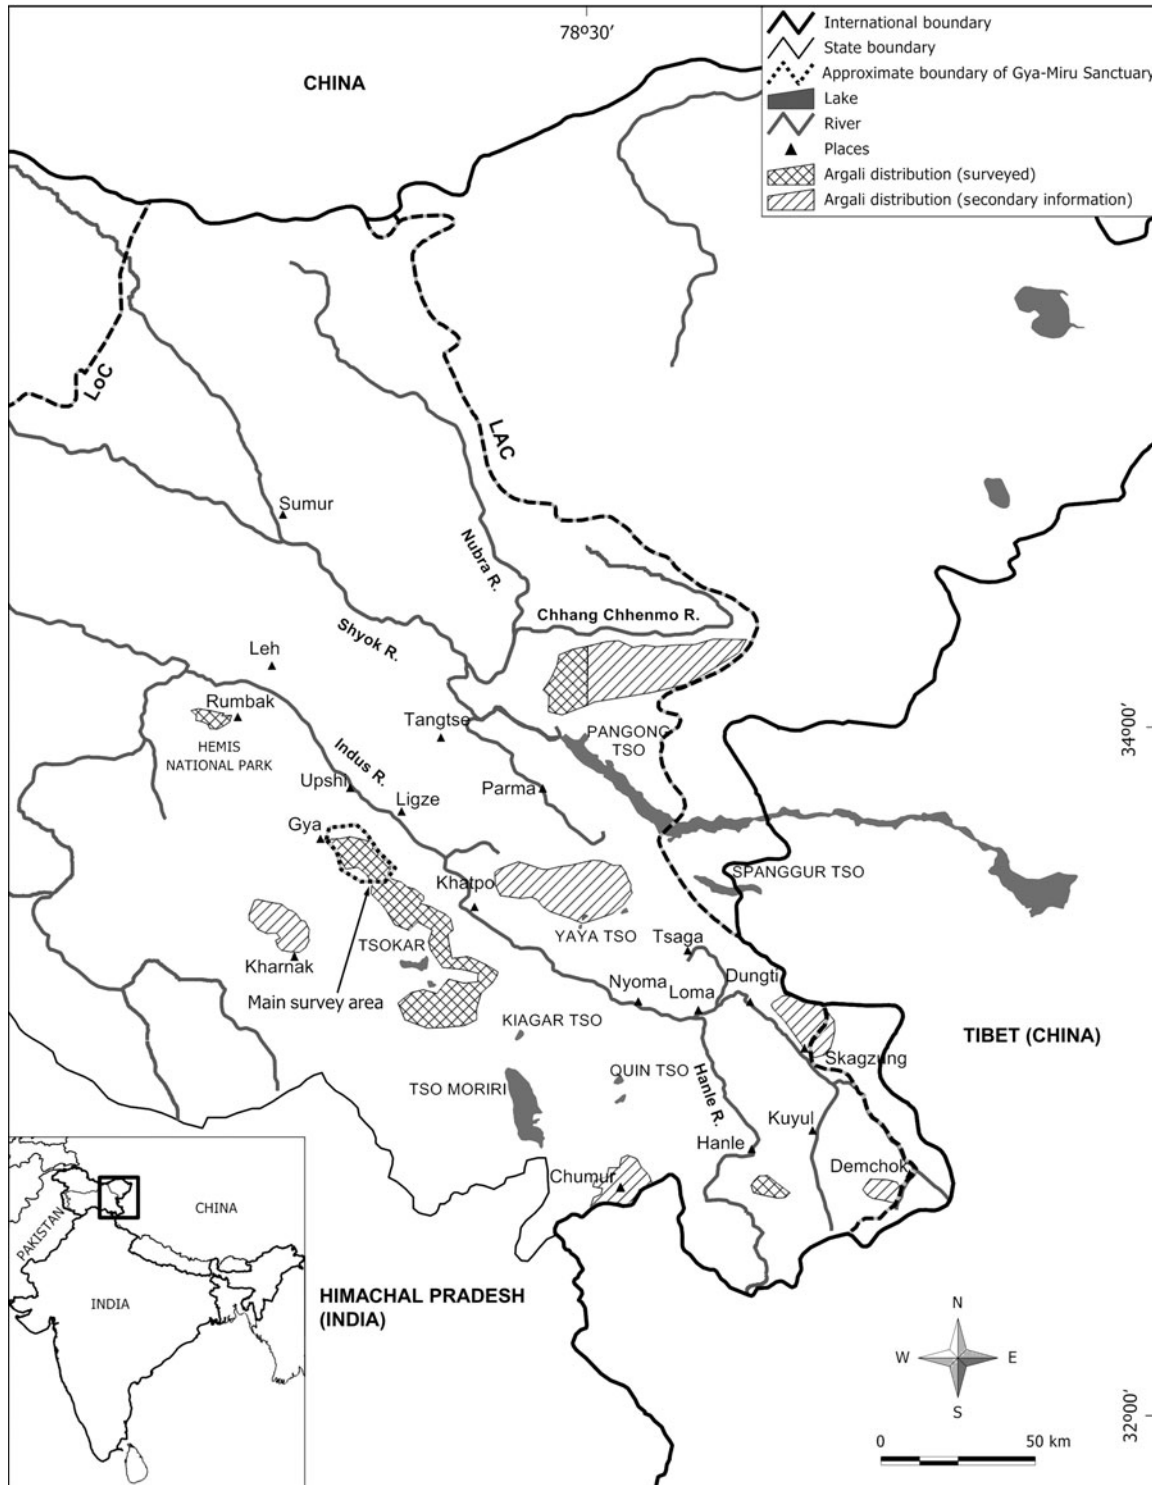 78º30′
International boundary
State boundary
Approximate boundary of Gya-Miru Sanctuary
Lake
River
Places
Argali distribution (surveyed)
Argali distribution (secondary information)
CHINA
LoC
LAC
Sumur
Nubra R.
Chhang Chhenmo R.
Shyok R.
Leh
Rumbak
HEMIS
NATIONAL PARK
Tangtse
PANGONG
TSO
34º00′
Indus R.
Upshi
Ligze
Parma
Gya
Khatpo
SPANGGUR TSO
YAYA TSO
Tsaga
TSOKAR
Kharnak
Main survey area
Nyoma
Loma
Dungti
KIAGAR TSO
Skagzung
TIBET (CHINA)
TSO MORIRI
QUIN TSO
Hanle R.
Kuyul
Hanle
Demchok
Chumur
PAKISTAN
CHINA
INDIA
HIMACHAL PRADESH
(INDIA)
N
W
E
S
32º00′
0
50 km